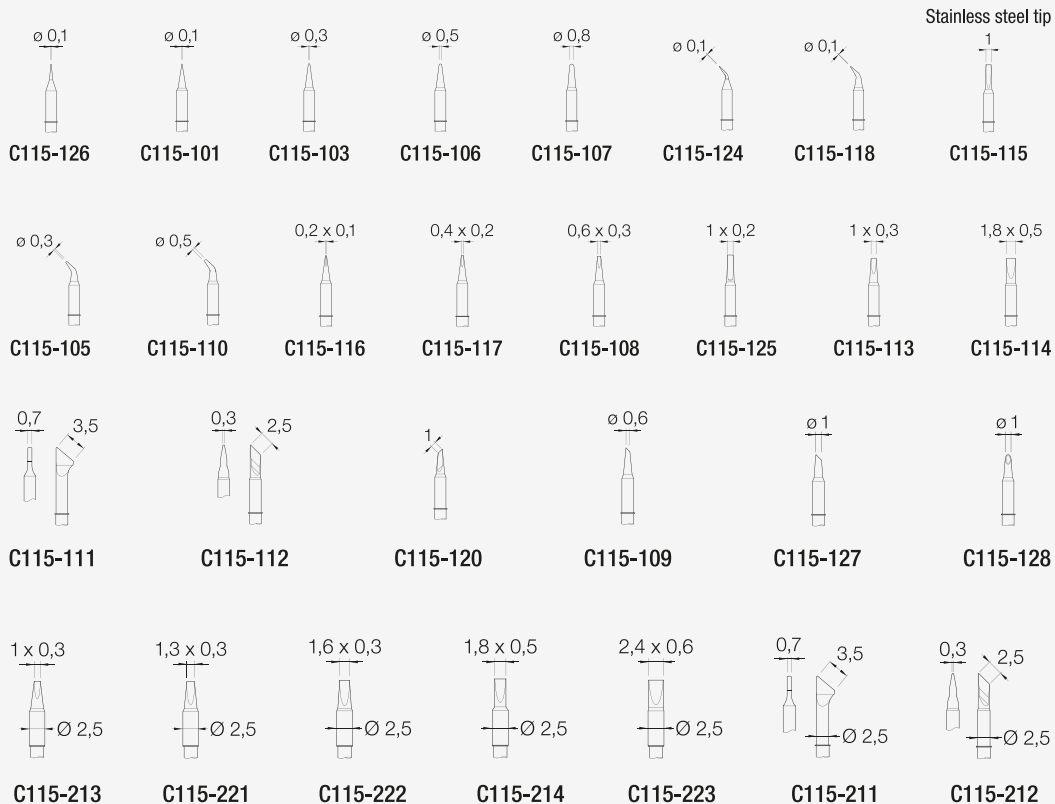 Stainless steel tip
ø 0,1 ø 0,1 ø 0,3 ø 0,5 ø 0,8 ø 0,1 ø 0,1 1
C115-126 C115-101 C115-103 C115-106 C115-107 C115-124 C115-118 C115-115
ø 0,3 ø 0,5 0,2 x 0,1 0,4 x 0,2 0,6 x 0,3 1 x 0,2 1 x 0,3 1,8 x 0,5
C115-105 C115-110 C115-116 C115-117 C115-108 C115-125 C115-113 C115-114
0,7 3,5 0,3 2,5 1 ø 0,6 ø 1 ø 1
C115-111 C115-112 C115-120 C115-109 C115-127 C115-128
1 x 0,3 1,3 x 0,3 1,6 x 0,3 1,8 x 0,5 2,4 x 0,6 0,7 3,5 0,3 2,5
Ø 2,5 Ø 2,5 Ø 2,5 Ø 2,5 Ø 2,5 Ø 2,5 Ø 2,5
C115-213 C115-221 C115-222 C115-214 C115-223 C115-211 C115-212